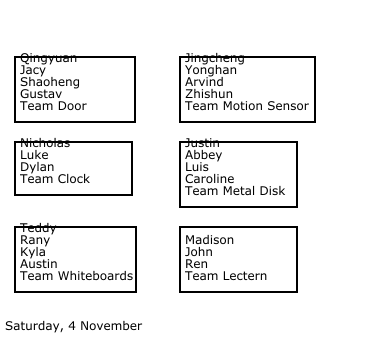 Qingyuan
Jacy
Shaoheng
Gustav
Team Door
Jingcheng
Yonghan
Arvind
Zhishun
Team Motion Sensor
Nicholas
Luke
Dylan
Team Clock
Justin
Abbey
Luis
Caroline
Team Metal Disk
Teddy
Rany
Kyla
Austin
Team Whiteboards
Madison
John
Ren
Team Lectern
Saturday, 4 November